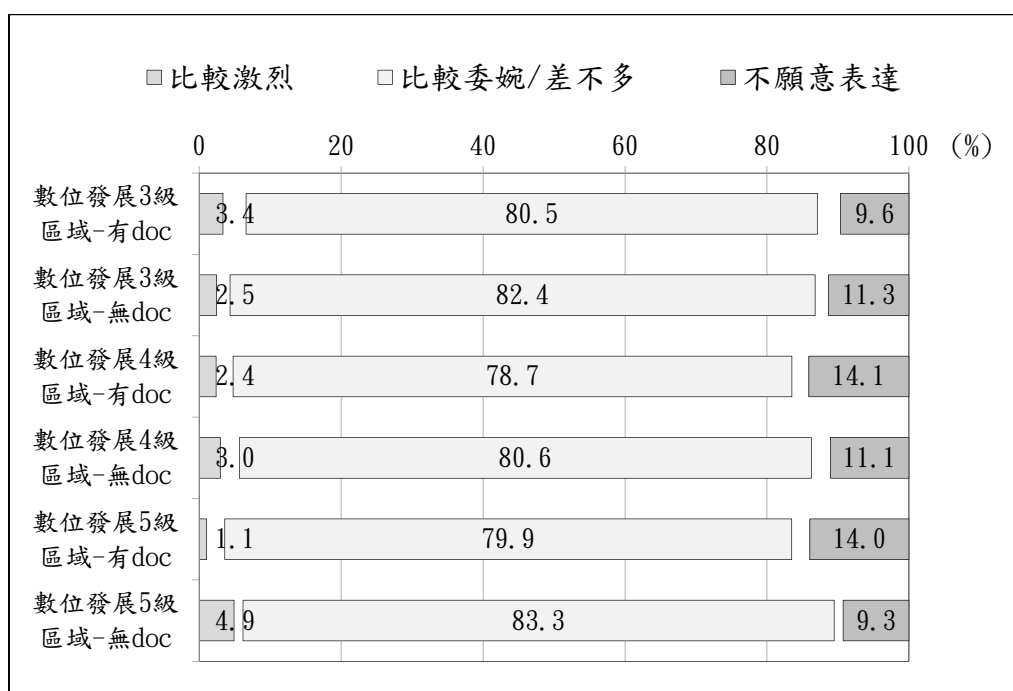 比較激烈 比較委婉/差不多 不願意表達
0 20 40 60 80 100 (%)
數位發展3級
區域-有doc
3.4 80.5 9.6
數位發展3級
區域-無doc
2.5 82.4 11.3
數位發展4級
區域-有doc
2.4 78.7 14.1
數位發展4級
區域-無doc
3.0 80.6 11.1
數位發展5級
區域-有doc
1.1 79.9 14.0
數位發展5級
區域-無doc
4.9 83.3 9.3